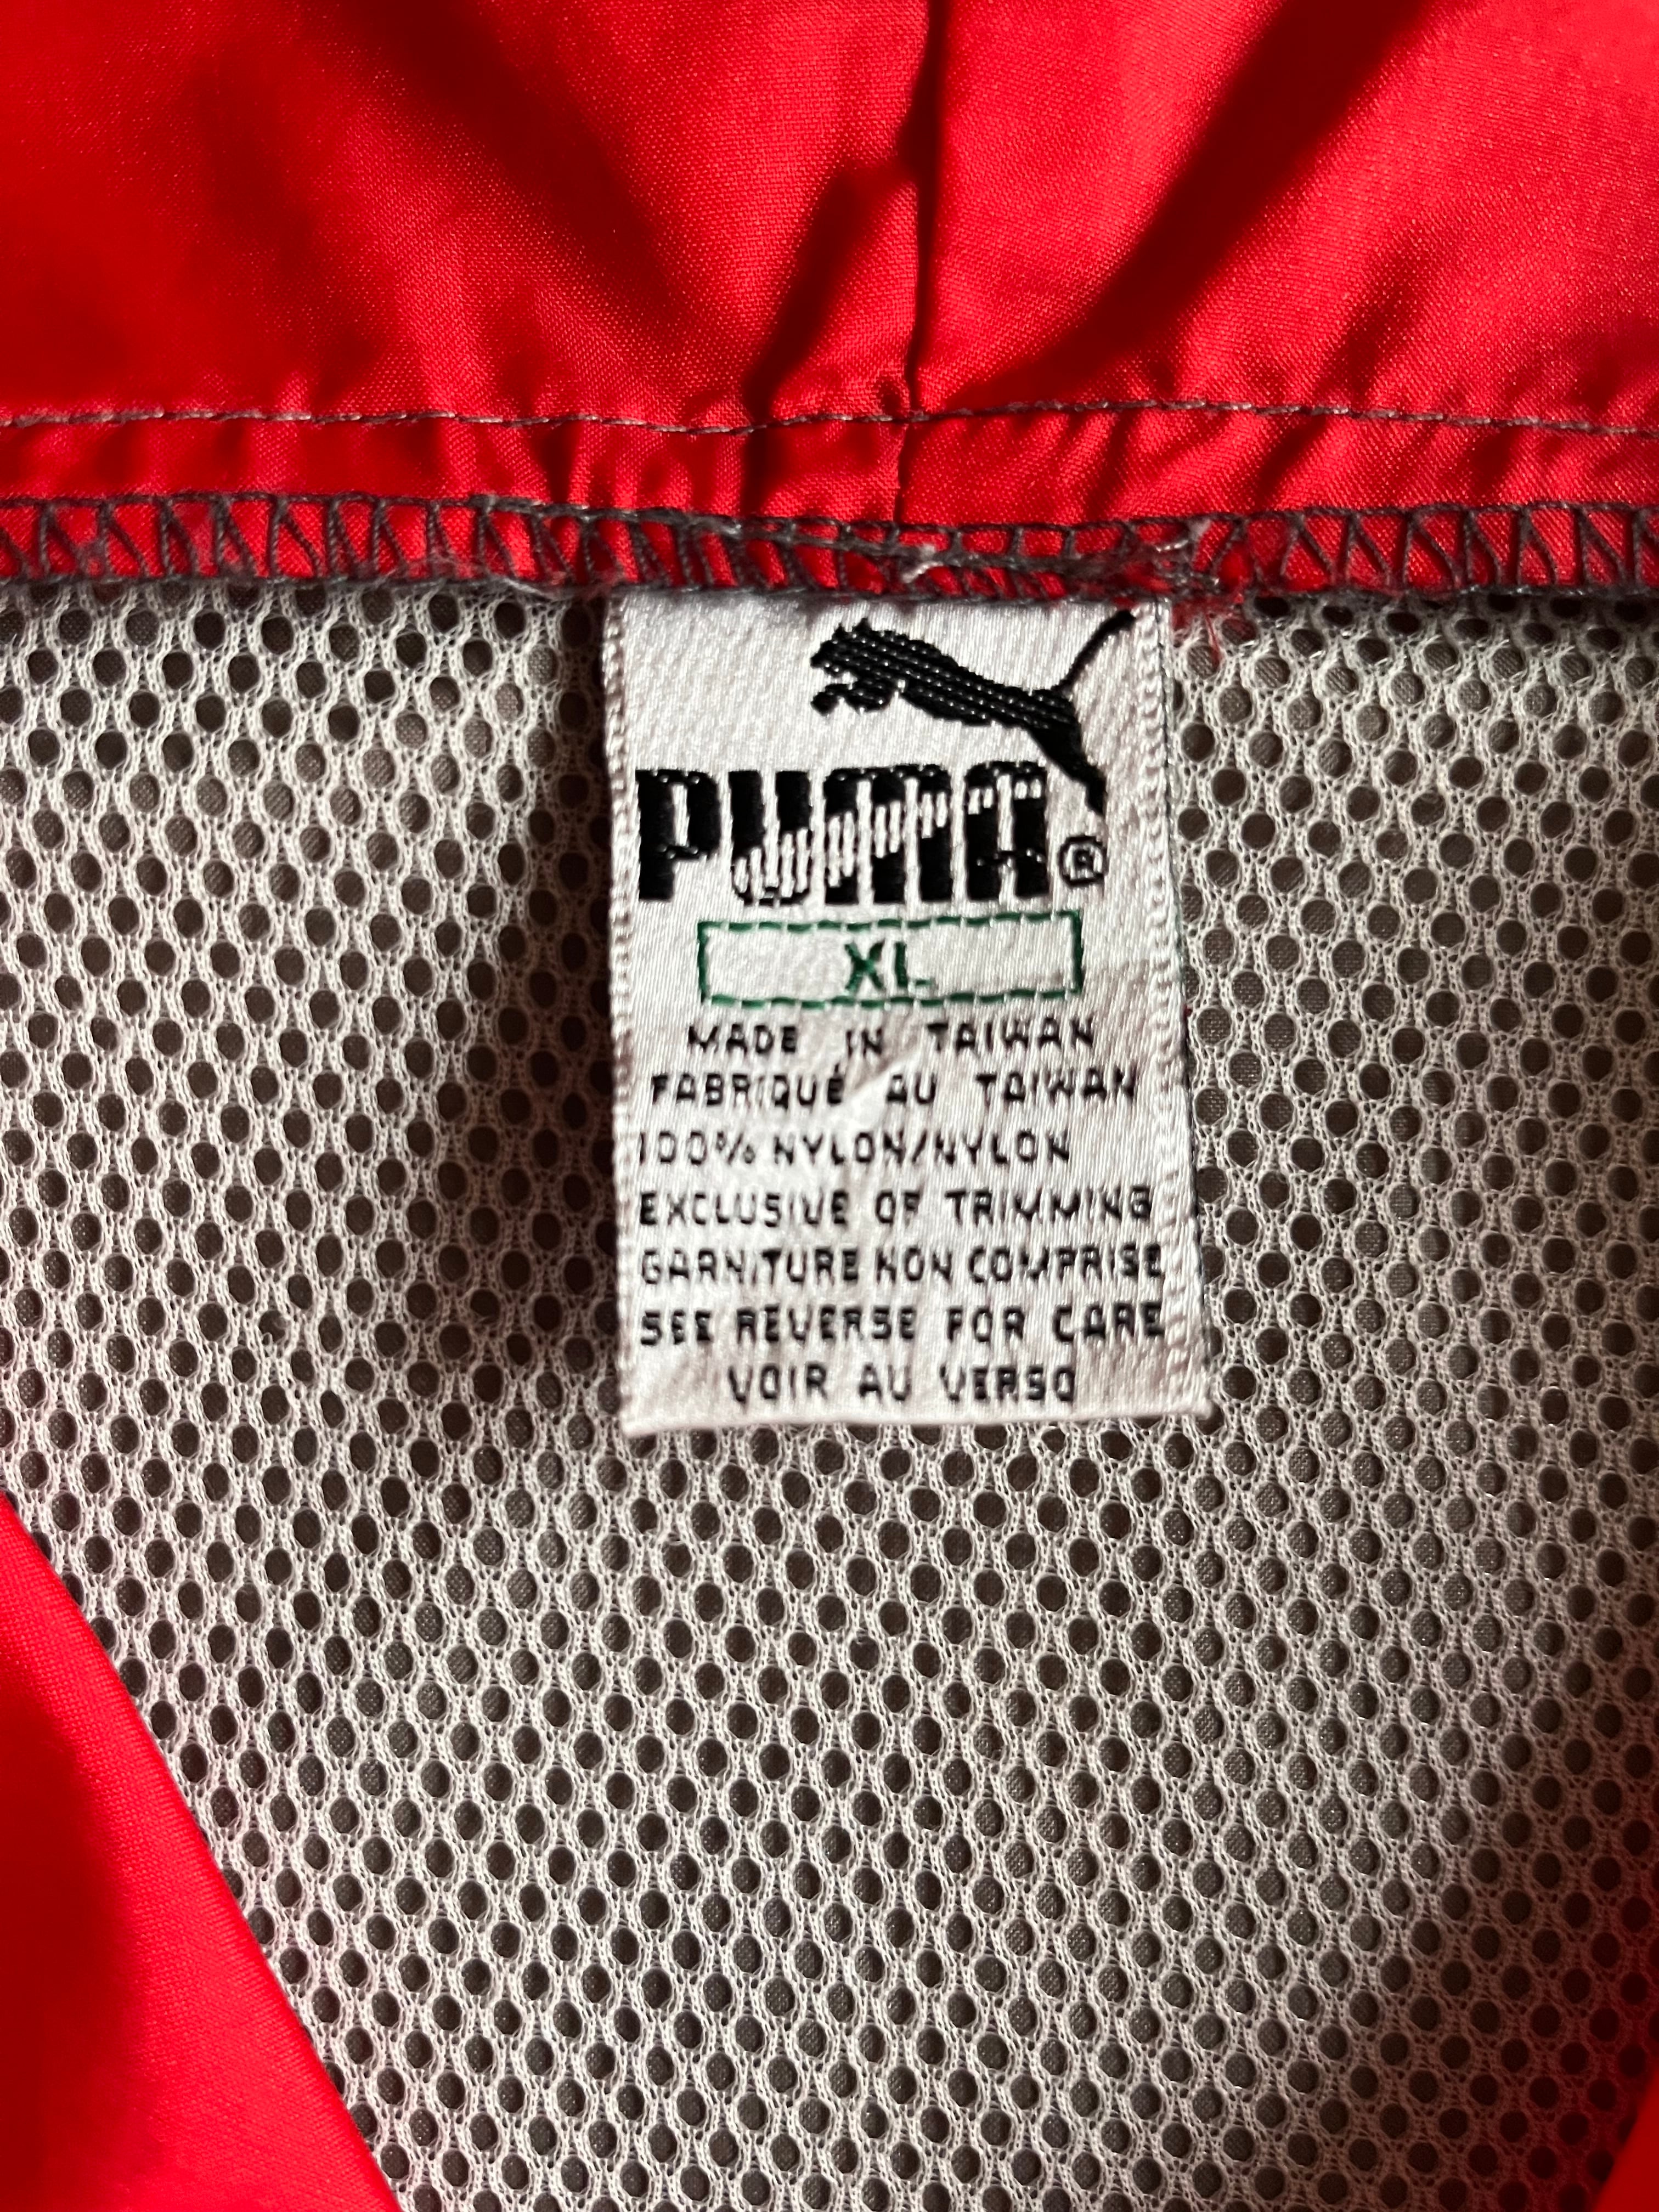 PUMA®
XL
MADE IN TAIWAN
FABRIQUÉ AU TAIWAN
100% NYLON/NYLON
EXCLUSIVE OF TRIMMING
GARNITURE NON COMPRISE
SEE REVERSE FOR CARE
VOIR AU VERSO